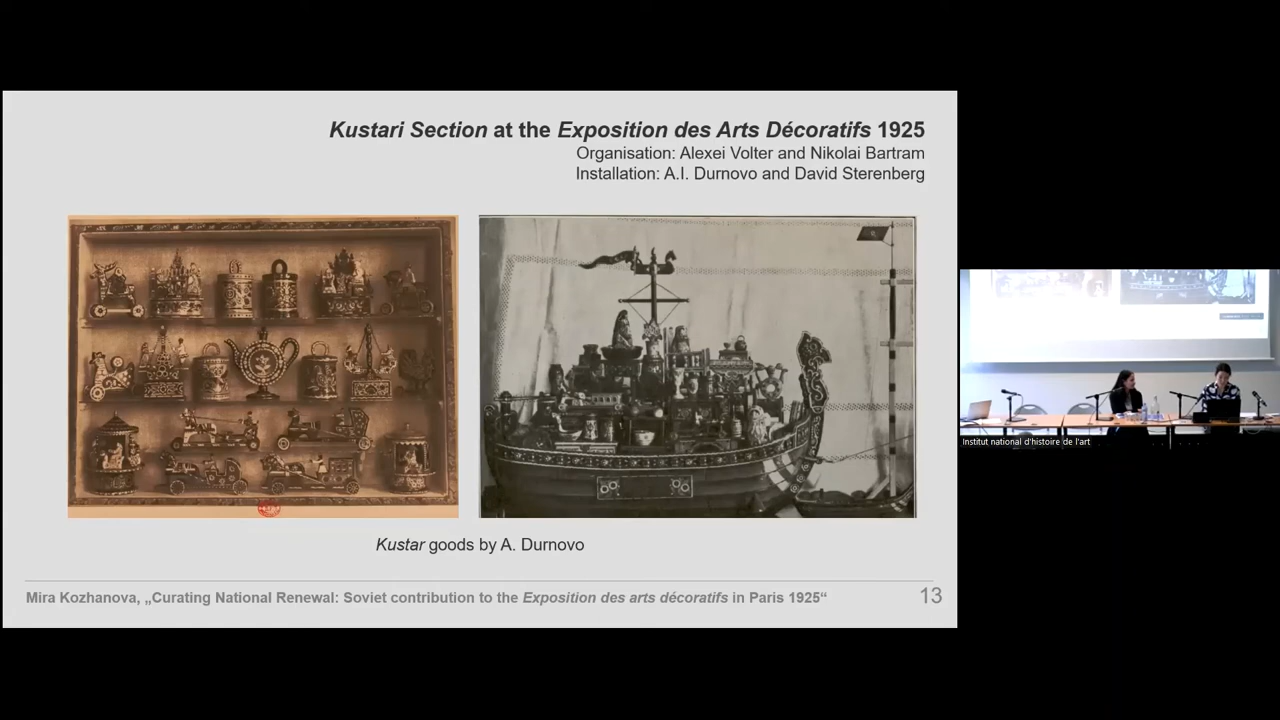 Kustari Section at the Exposition des Arts Décoratifs 1925
Organisation: Alexei Volter and Nikolai Bartram
Installation: A.I. Durnovo and David Sterenberg
Kustar goods by A. Durnovo
Mira Kozhanova, „Curating National Renewal: Soviet contribution to the Exposition des arts décoratifs in Paris 1925“
13
Institut national d'histoire de l'art